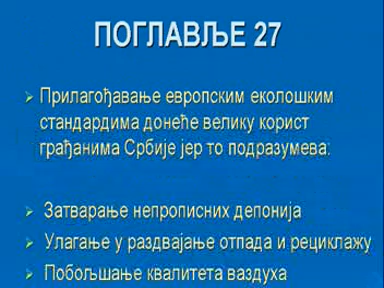 ПОГЛАВЉЕ 27
Прилагођавање европским еколошким
стандардима донеће велику корист
грађанима Србије јер то подразумева:
Затварање непрописних депонија
Улагање у раздвајање отпада и рециклажу
Побољшање квалитета ваздуха